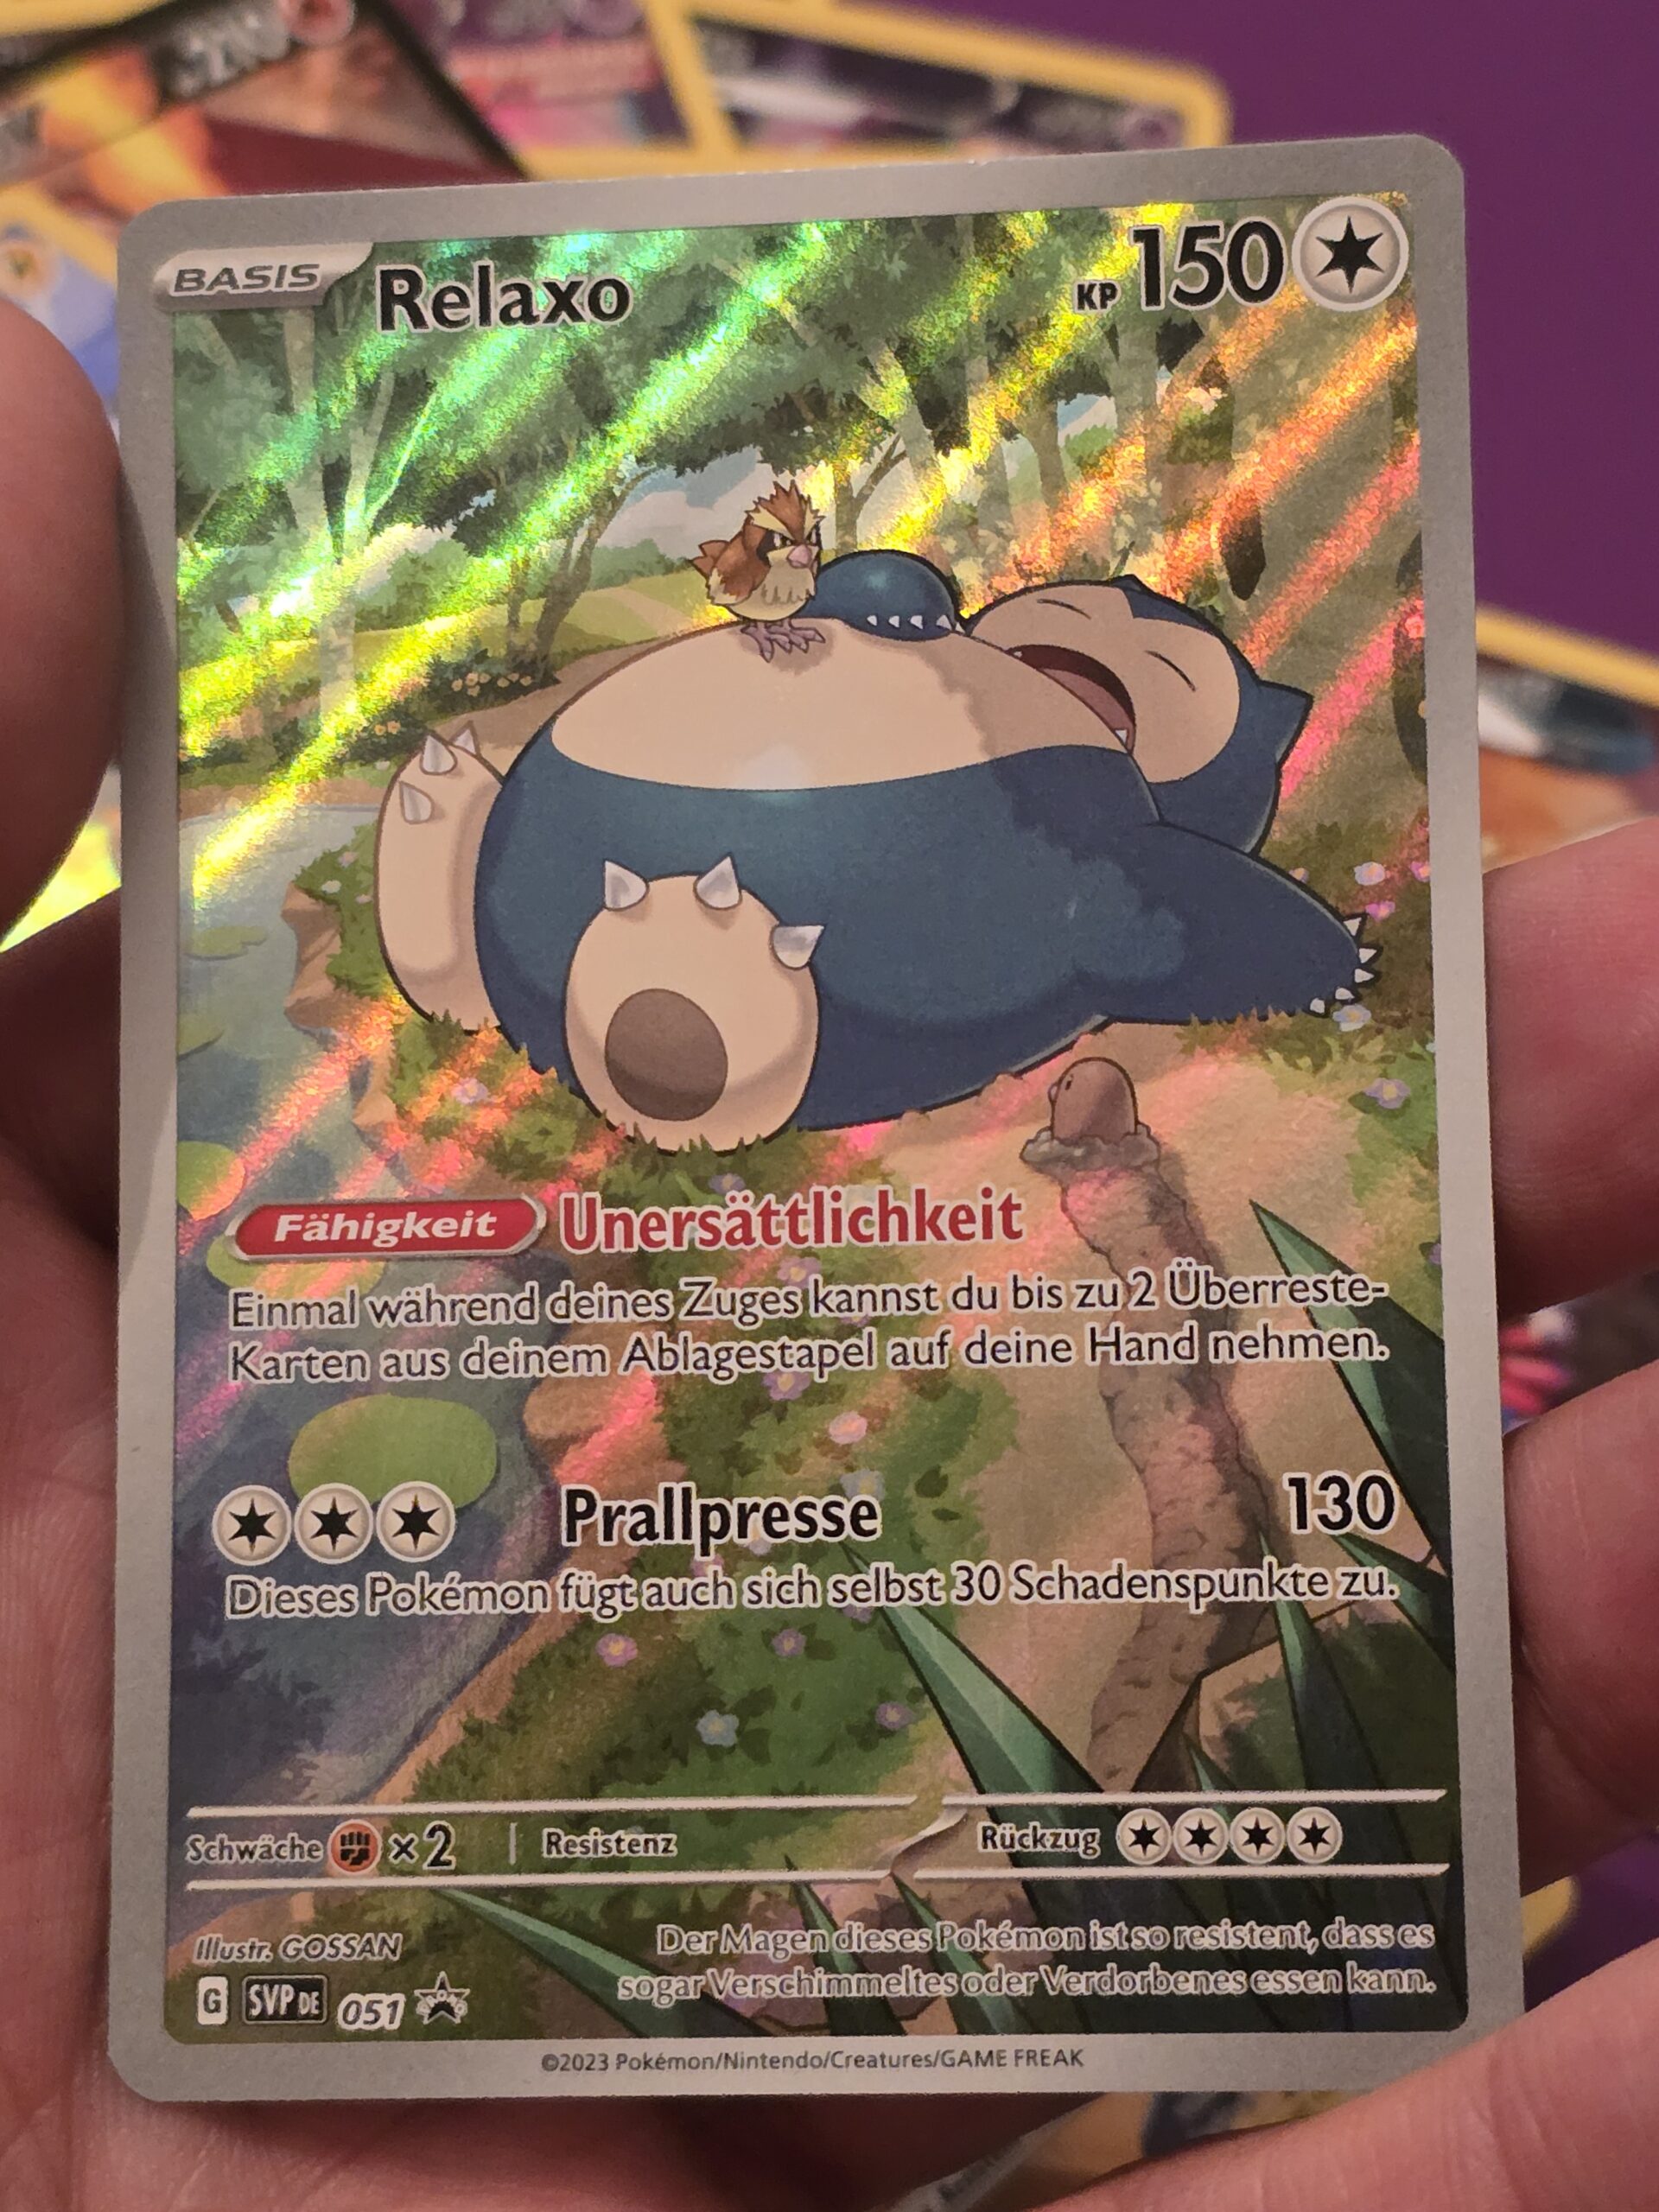 BASIS Relaxo KP 150
Fähigkeit Unersättlichkeit
Einmal während deines Zuges kannst du bis zu 2 Überreste-
Karten aus deinem Ablagestapel auf deine Hand nehmen.
Prallpresse 130
Dieses Pokémon fügt auch sich selbst 30 Schadenspunkte zu.
Schwäche ×2 | Resistenz Rückzug
Illustr. GOSSAN
Der Magen dieses Pokémon ist so resistent, dass es
sogar Verschimmeltes oder Verdorbenes essen kann.
G SVP DE 051
©2023 Pokémon/Nintendo/Creatures/GAME FREAK